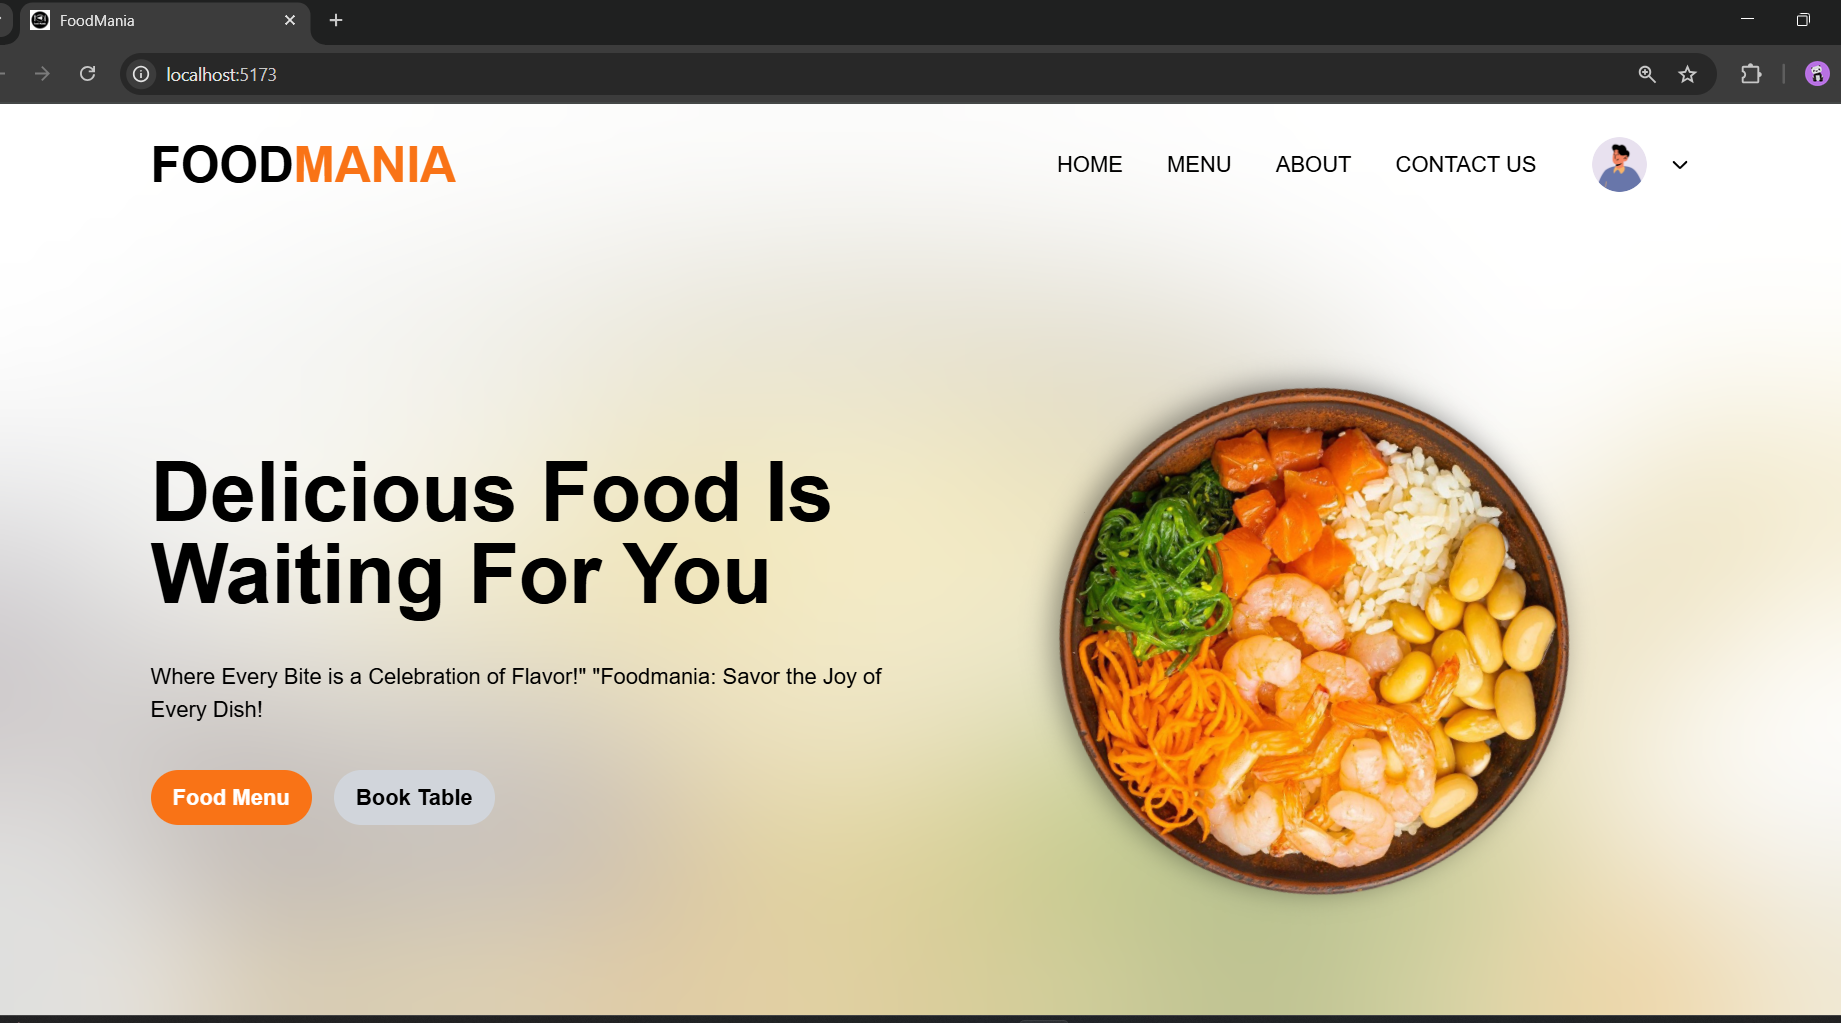 FoodMania
localhost:5173
FOODMANIA
HOME MENU ABOUT CONTACT US
Delicious Food Is
Waiting For You
Where Every Bite is a Celebration of Flavor!" "Foodmania: Savor the Joy of
Every Dish!
Food Menu Book Table